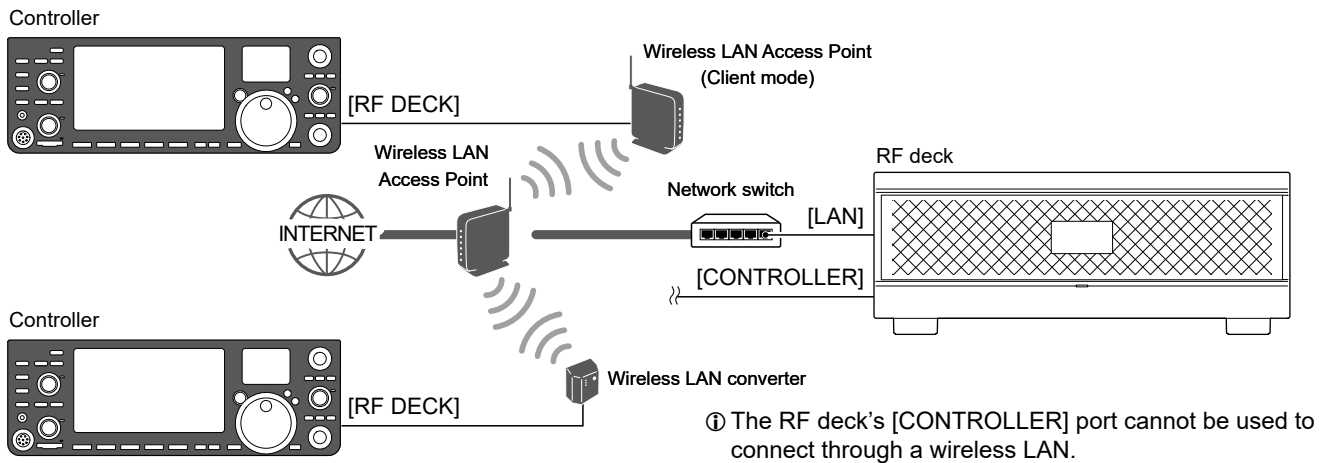 Controller
[RF DECK]
Wireless LAN Access Point
(Client mode)
Wireless LAN
Access Point
INTERNET
Network switch
[LAN]
RF deck
[CONTROLLER]
Controller
[RF DECK]
Wireless LAN converter
ⓘ The RF deck's [CONTROLLER] port cannot be used to
connect through a wireless LAN.